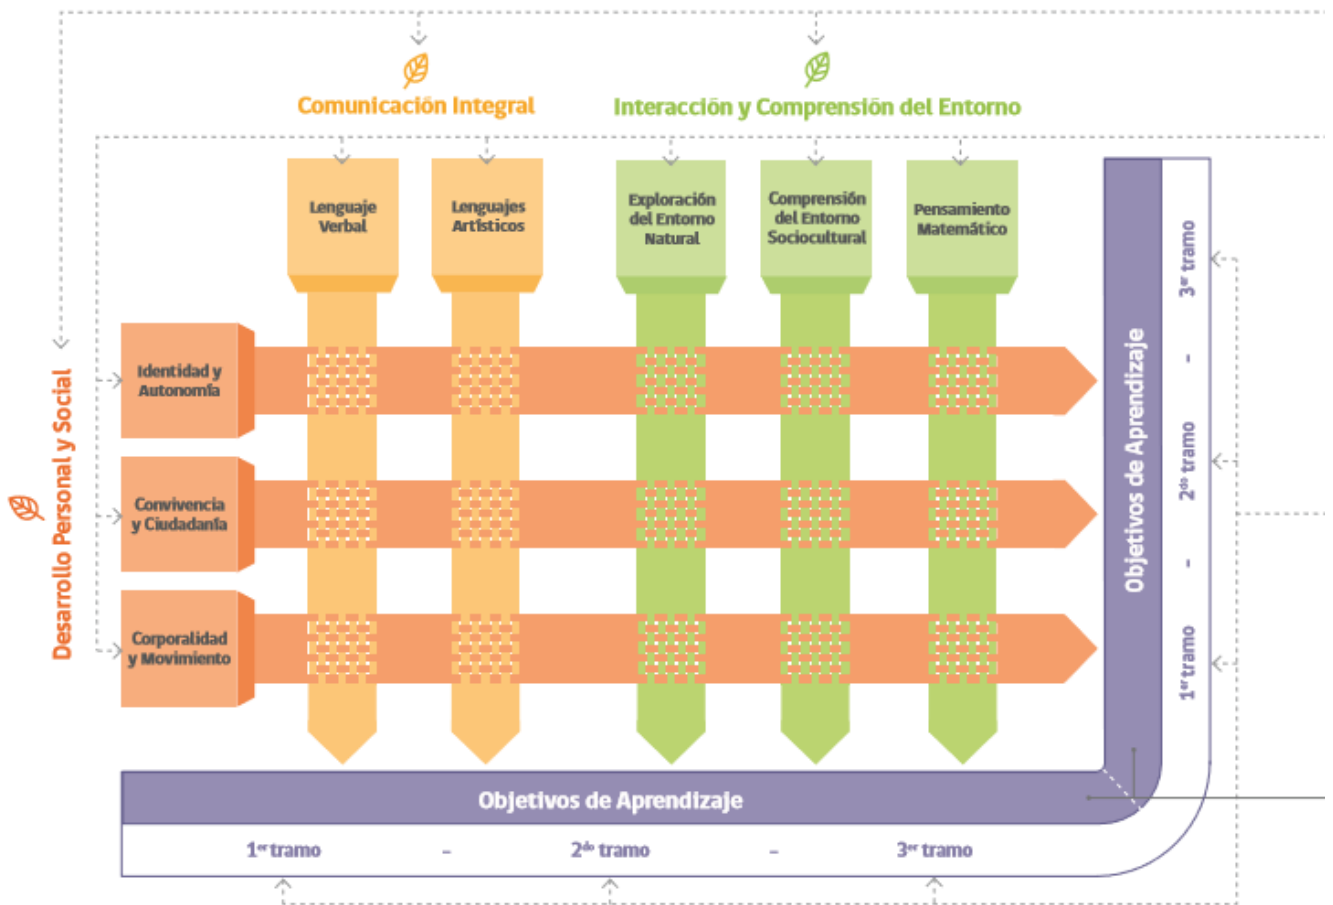 Comunicación Integral
Interacción y Comprensión del Entorno
Lenguaje
Verbal
Lenguajes
Artísticos
Exploración
del Entorno
Natural
Comprensión
del Entorno
Sociocultural
Pensamiento
Matemático
Desarrollo Personal y Social
Identidad y
Autonomía
Convivencia
y Ciudadanía
Corporalidad
y Movimiento
Objetivos de Aprendizaje
1er tramo – 2do tramo – 3er tramo
Objetivos de Aprendizaje
1er tramo – 2do tramo – 3er tramo